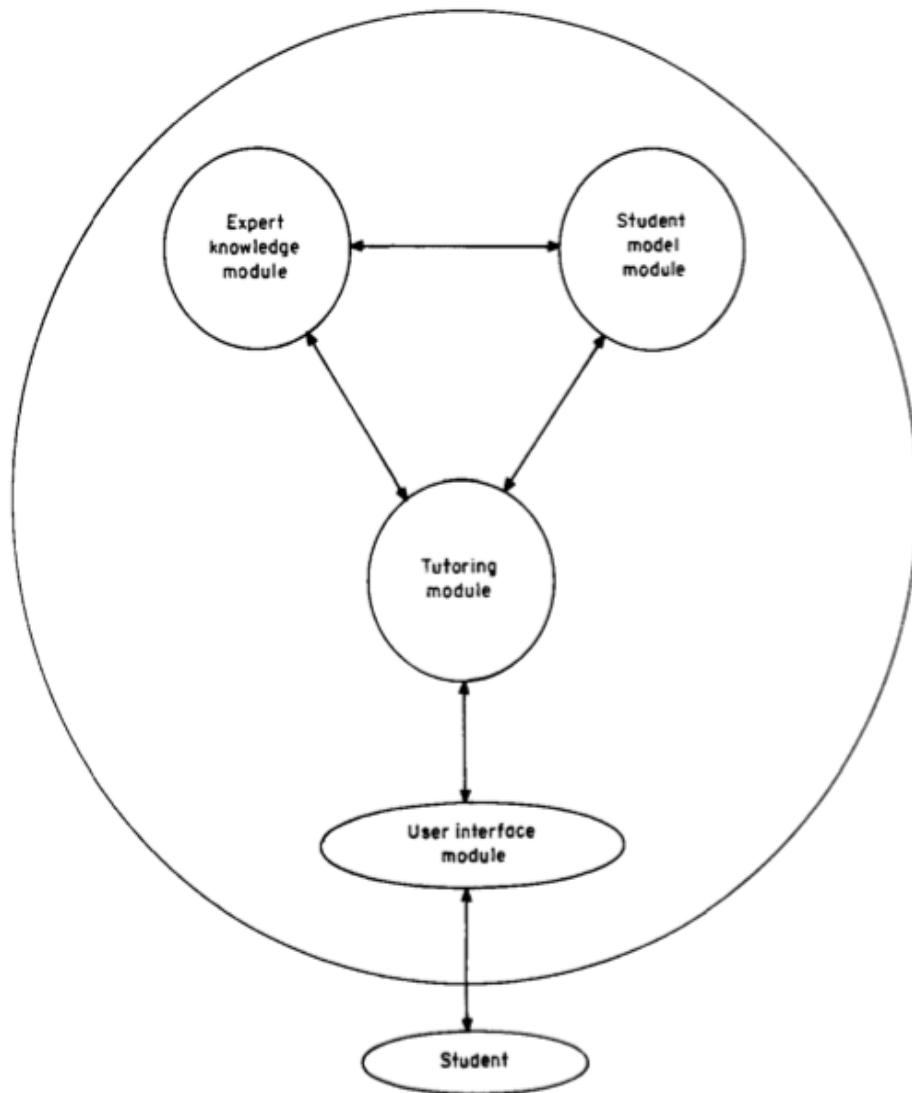 Expert
knowledge
module
Student
model
module
Tutoring
module
User interface
module
Student